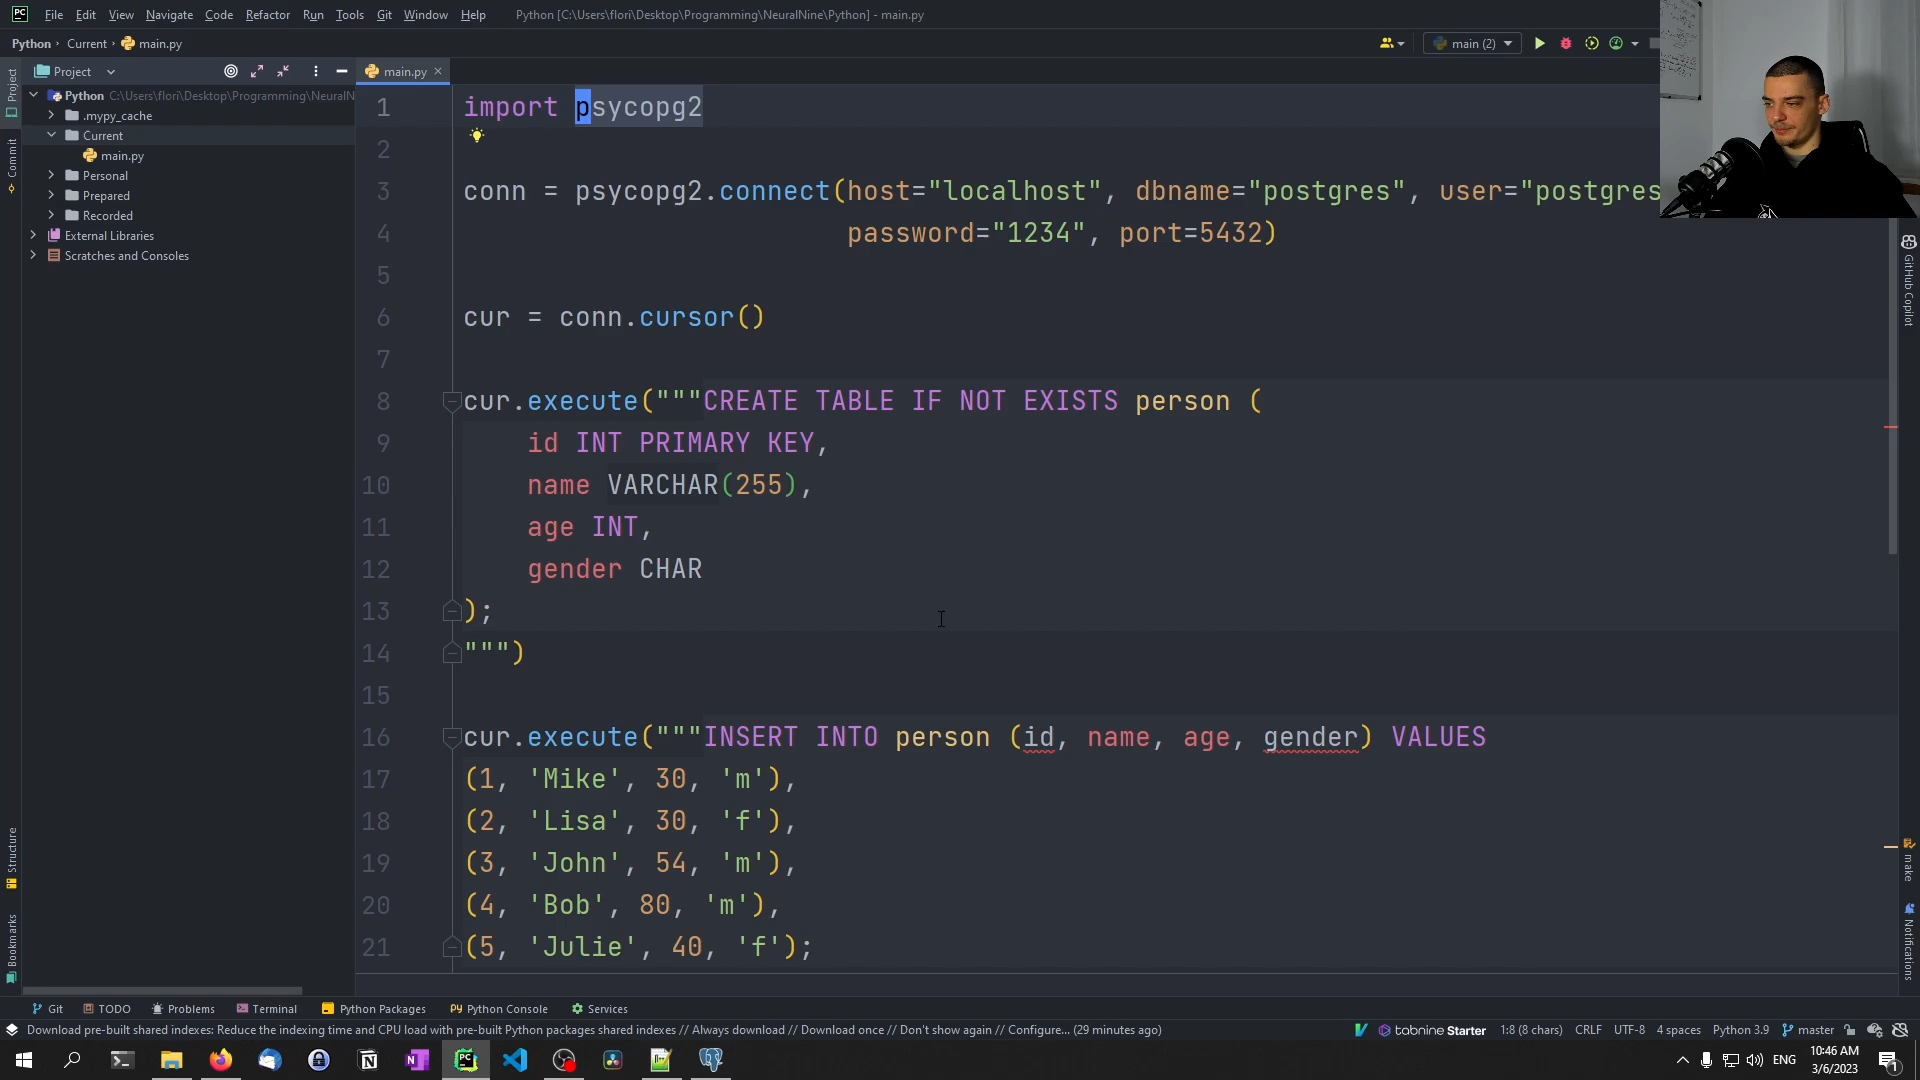 File Edit View Navigate Code Refactor Run Tools Git Window Help Python [C:\Users\flori\Desktop\Programming\NeuralNine\Python] - main.py
Python Current main.py main (2)
Project
main.py
Project
Python C:\Users\flori\Desktop\Programming\NeuralN
.mypy_cache
Current
main.py
Personal
Prepared
Recorded
External Libraries
Scratches and Consoles
Commit
Structure
Bookmarks
GitHub Copilot
make
Notifications
1 import psycopg2
2
3 conn = psycopg2.connect(host="localhost", dbname="postgres", user="postgres
4 password="1234", port=5432)
5
6 cur = conn.cursor()
7
8 cur.execute("""CREATE TABLE IF NOT EXISTS person (
9 id INT PRIMARY KEY,
10 name VARCHAR(255),
11 age INT,
12 gender CHAR
13 );
14 """)
15
16 cur.execute("""INSERT INTO person (id, name, age, gender) VALUES
17 (1, 'Mike', 30, 'm'),
18 (2, 'Lisa', 30, 'f'),
19 (3, 'John', 54, 'm'),
20 (4, 'Bob', 80, 'm'),
21 (5, 'Julie', 40, 'f');
Git TODO Problems Terminal Python Packages Python Console Services
Download pre-built shared indexes: Reduce the indexing time and CPU load with pre-built Python packages shared indexes // Always download // Download once // Don't show again // Configure... (29 minutes ago) tabnine Starter 1:8 (8 chars) CRLF UTF-8 4 spaces Python 3.9 master
ENG 10:46 AM
3/6/2023